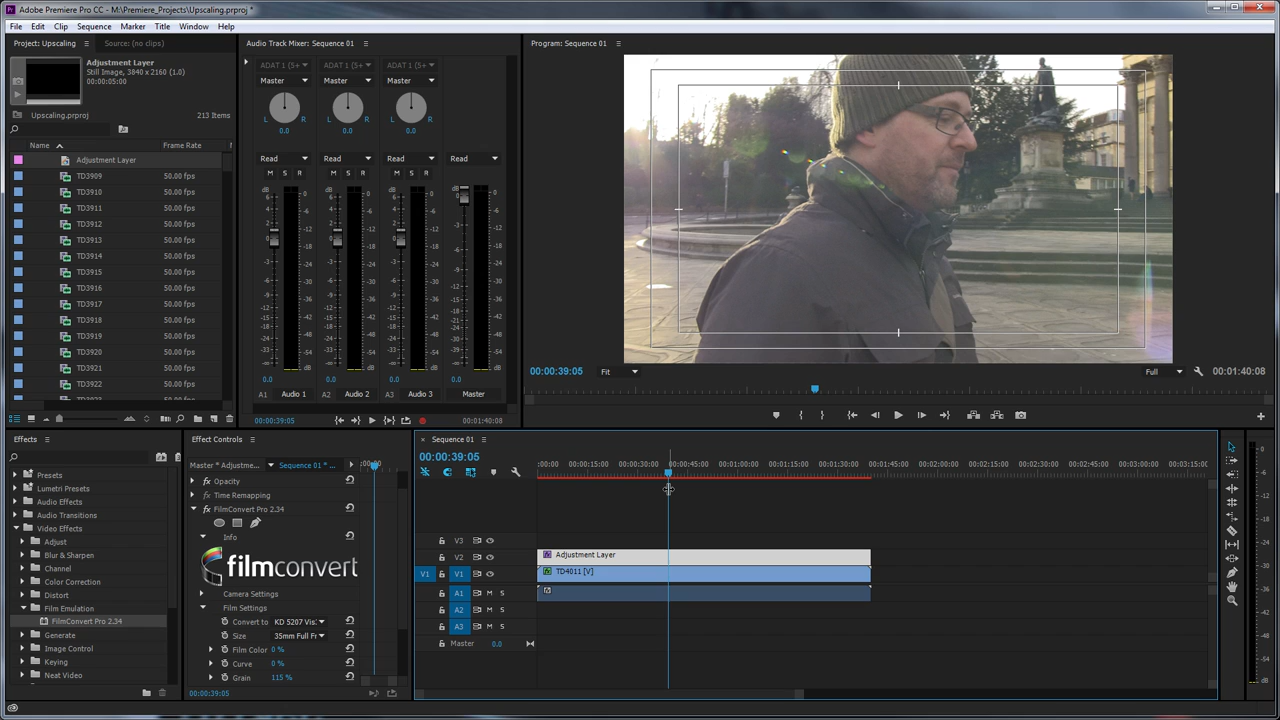 Adobe Premiere Pro CC - M:\Premiere_Projects\Upscaling.prproj *
File Edit Clip Sequence Marker Title Window Help
Project: Upscaling
Source: (no clips)
Adjustment Layer
Still Image, 3840 x 2160 (1.0)
00:00:05:00
Upscaling.prproj
213 Items
Name
Frame Rate
Adjustment Layer
TD3909 50.00 fps
TD3910 50.00 fps
TD3911 50.00 fps
TD3912 50.00 fps
TD3913 50.00 fps
TD3914 50.00 fps
TD3915 50.00 fps
TD3916 50.00 fps
TD3917 50.00 fps
TD3918 50.00 fps
TD3919 50.00 fps
TD3920 50.00 fps
TD3921 50.00 fps
TD3922 50.00 fps
Audio Track Mixer: Sequence 01
ADAT 1 (5+ ADAT 1 (5+ ADAT 1 (5+
Master Master Master
L R L R L R
0.0 0.0 0.0
Read Read Read Read
M S R M S R M S R
0.0 0.0 0.0 0.0
A1 Audio 1 A2 Audio 2 A3 Audio 3 Master
00:00:39:05
00:01:40:08
Program: Sequence 01
00:00:39:05
Fit
Full
00:01:40:08
Effects
Presets
Lumetri Presets
Audio Effects
Audio Transitions
Video Effects
Adjust
Blur & Sharpen
Channel
Color Correction
Distort
Film Emulation
FilmConvert Pro 2.34
Generate
Image Control
Keying
Neat Video
Effect Controls
Master * Adjustme...
Sequence 01 * ...
Opacity
Time Remapping
FilmConvert Pro 2.34
Info
filmconvert
Camera Settings
Film Settings
Convert to KD 5207 Vis:
Size 35mm Full Fr
Film Color 0 %
Curve 0 %
Grain 115 %
00:00:39:05
Sequence 01
00:00:39:05
:00:00 00:00:15:00 00:00:30:00 00:00:45:00 00:01:00:00 00:01:15:00 00:01:30:00 00:01:45:00 00:02:00:00 00:02:15:00 00:02:30:00 00:02:45:00 00:03:00:00 00:03:15:00
V3
V2 Adjustment Layer
V1 V1 TD4011 [V]
A1 M S
A2 M S
A3 M S
Master 0.0